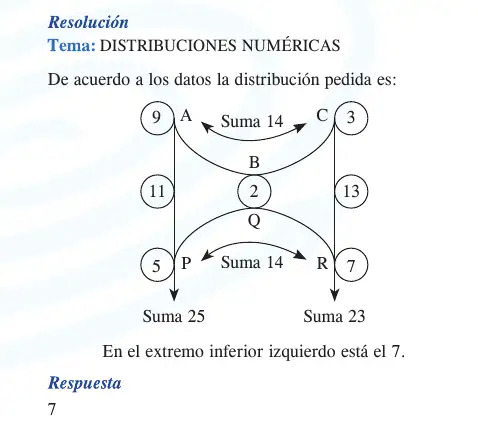 Resolución
Tema: DISTRIBUCIONES NUMÉRICAS
De acuerdo a los datos la distribución pedida es:
9 A Suma 14 C 3
B
11 2 13
Q
5 P Suma 14 R 7
Suma 25 Suma 23
En el extremo inferior izquierdo está el 7.
Respuesta
7